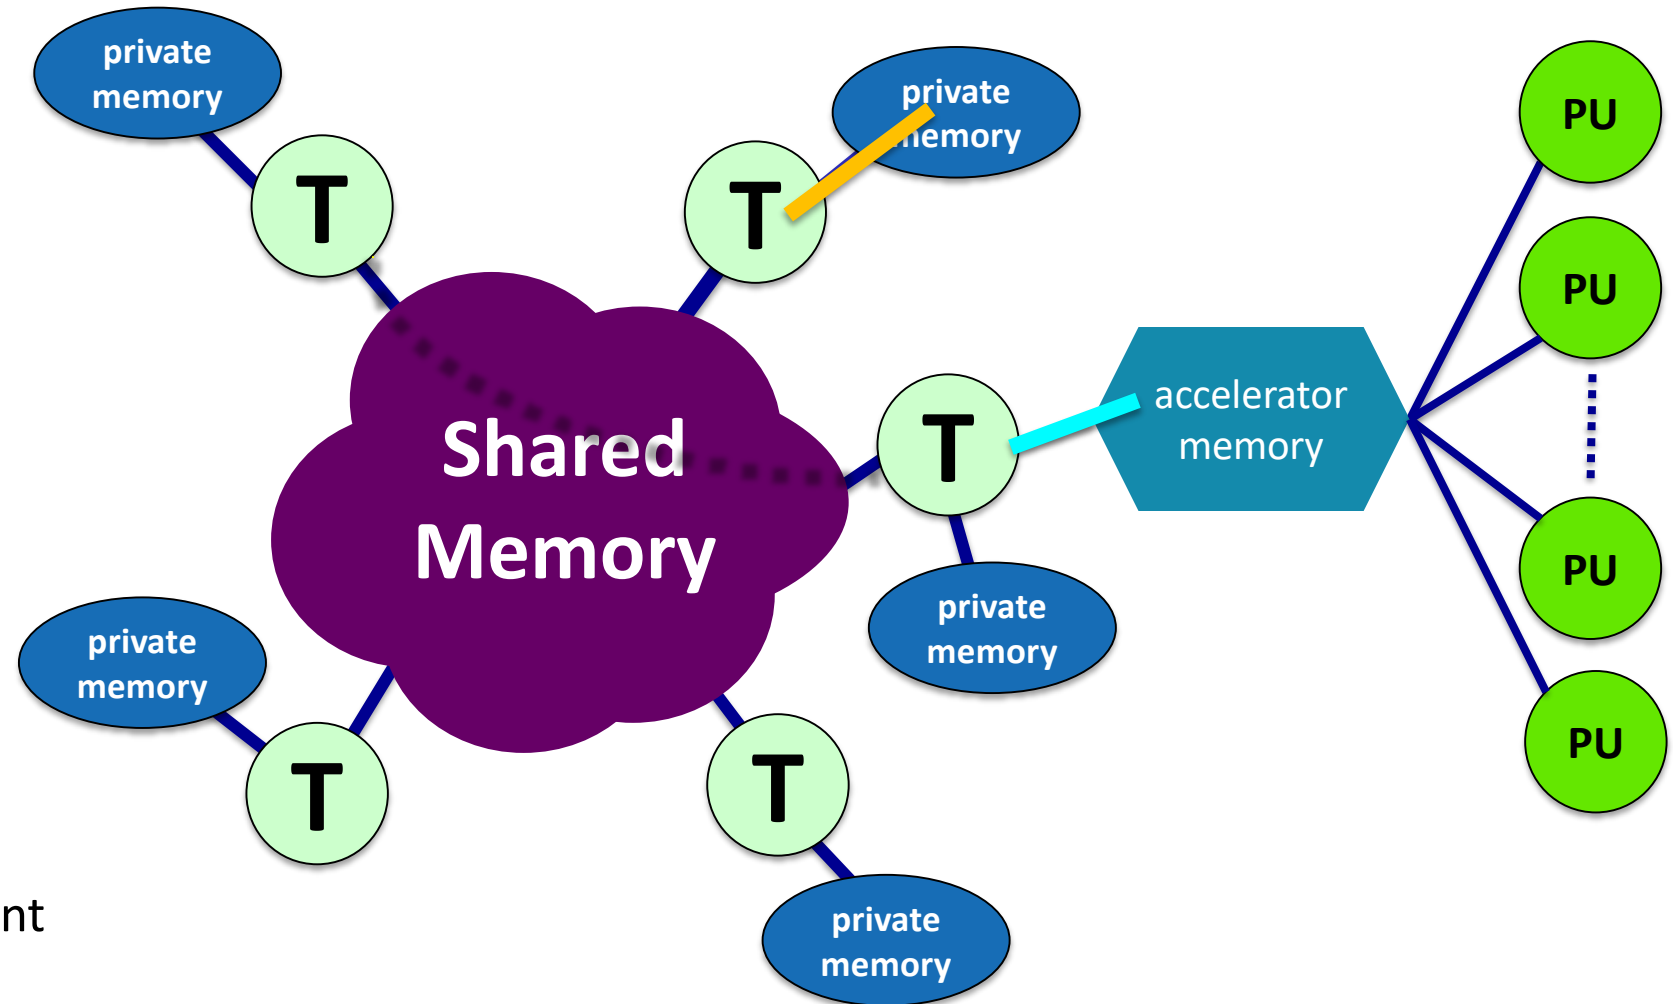 private
memory
T
private
memory
T
PU
PU
accelerator
memory
T
Shared
Memory
private
memory
PU
private
memory
T
T
PU
private
memory
nt